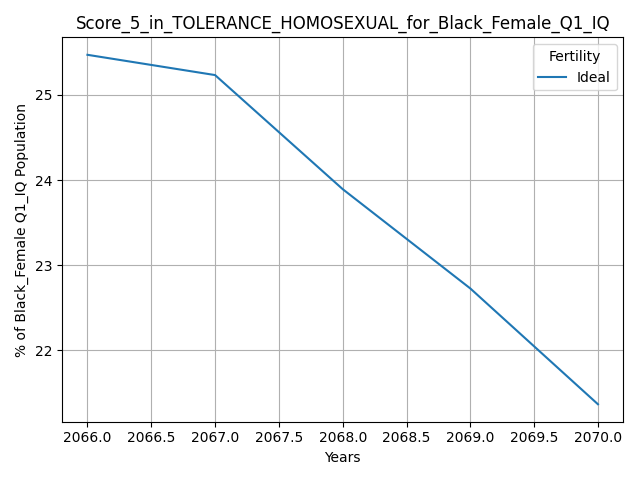 Score_5_in_TOLERANCE_HOMOSEXUAL_for_Black_Female_Q1_IQ
Fertility
Ideal
% of Black_Female Q1_IQ Population
25
24
23
22
2066.0 2066.5 2067.0 2067.5 2068.0 2068.5 2069.0 2069.5 2070.0
Years